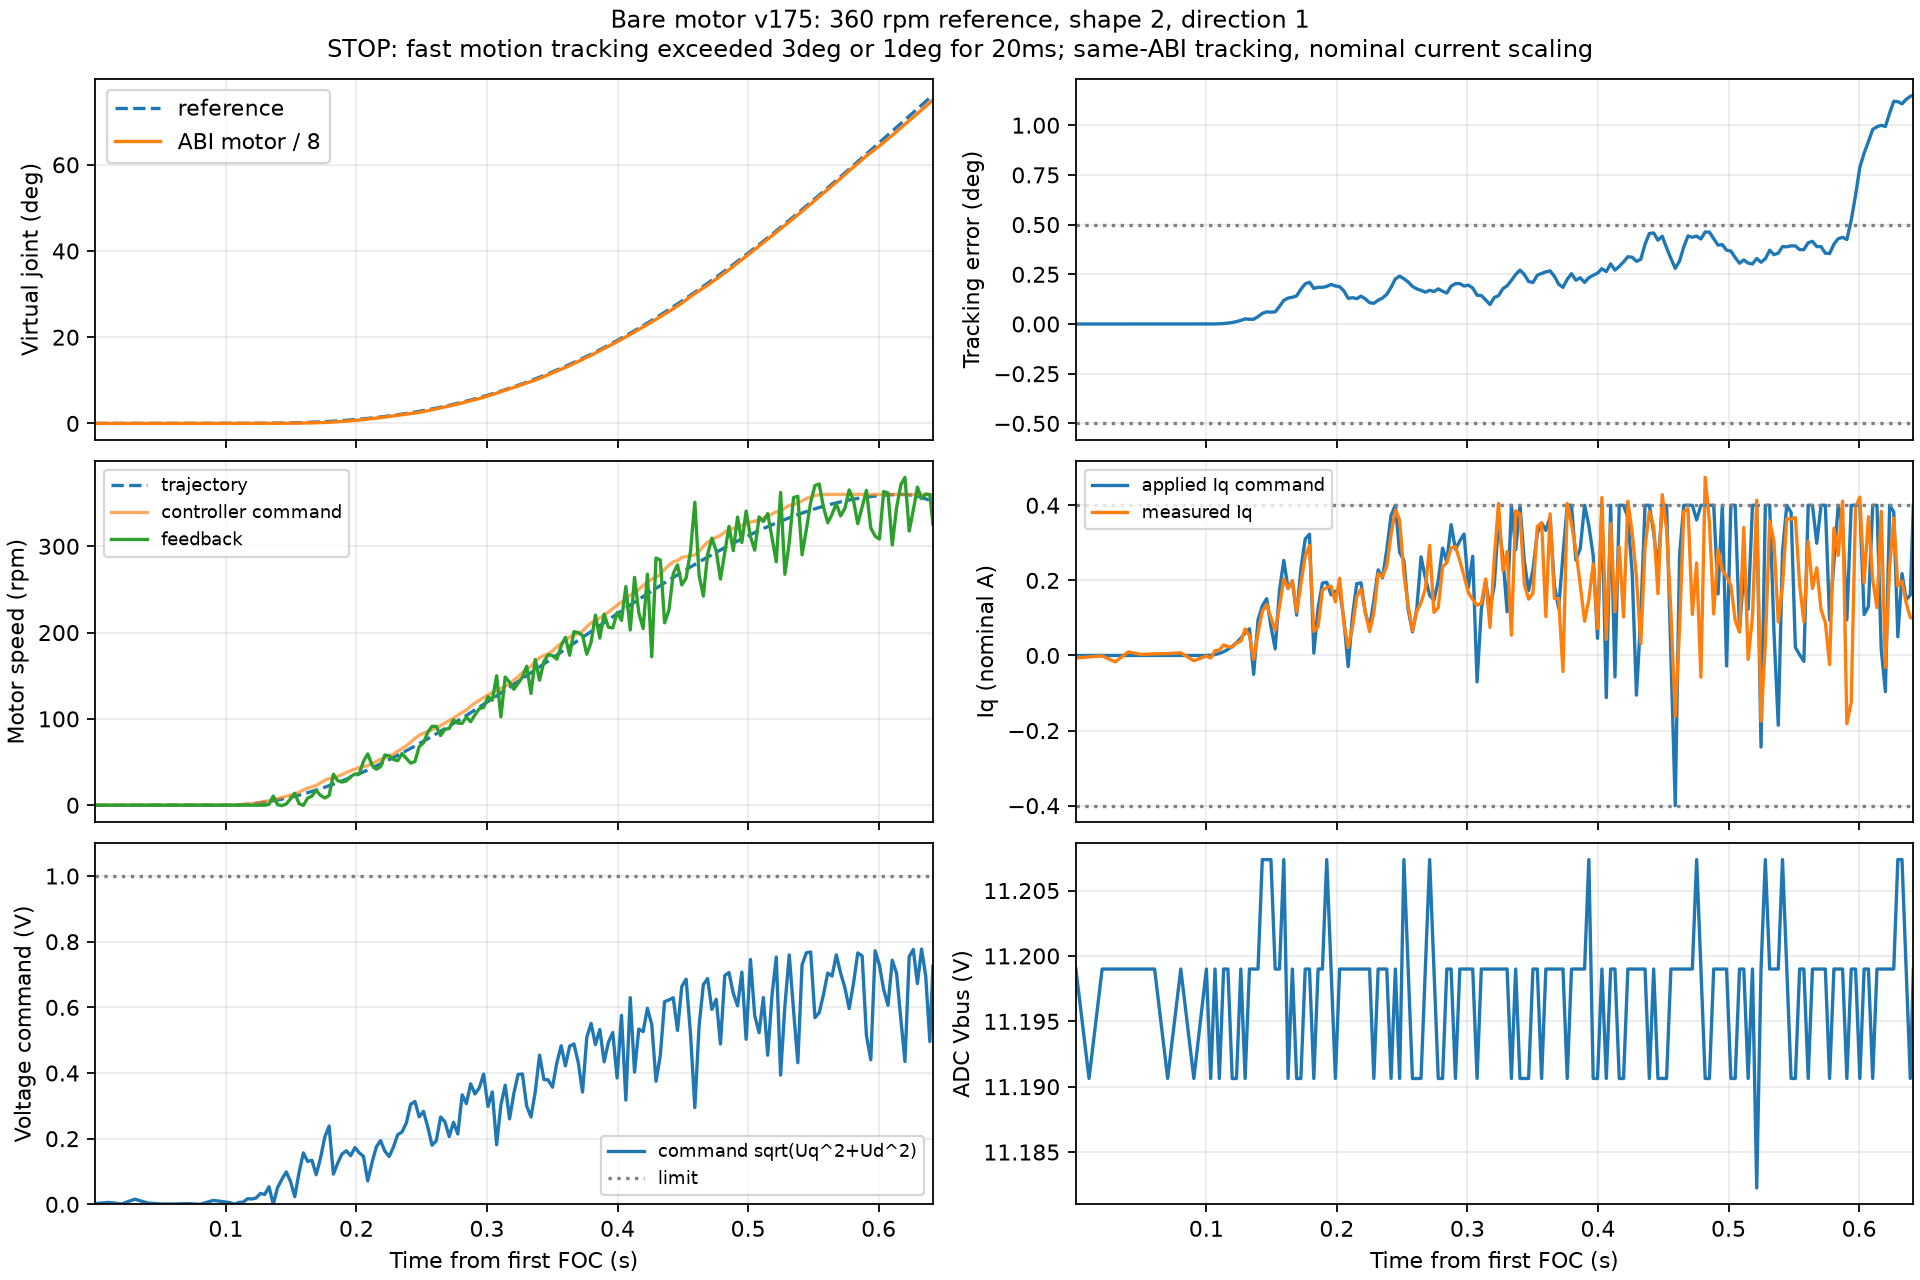 Bare motor v175: 360 rpm reference, shape 2, direction 1
STOP: fast motion tracking exceeded 3deg or 1deg for 20ms; same-ABI tracking, nominal current scaling
Virtual joint (deg)
60
40
20
0
reference
ABI motor / 8
Tracking error (deg)
1.00
0.75
0.50
0.25
0.00
−0.25
−0.50
Motor speed (rpm)
300
200
100
0
trajectory
controller command
feedback
Iq (nominal A)
0.4
0.2
0.0
−0.2
−0.4
applied Iq command
measured Iq
Voltage command (V)
1.0
0.8
0.6
0.4
0.2
0.0
command sqrt(Uq^2+Ud^2)
limit
0.1 0.2 0.3 0.4 0.5 0.6
Time from first FOC (s)
ADC Vbus (V)
11.205
11.200
11.195
11.190
11.185
0.1 0.2 0.3 0.4 0.5 0.6
Time from first FOC (s)